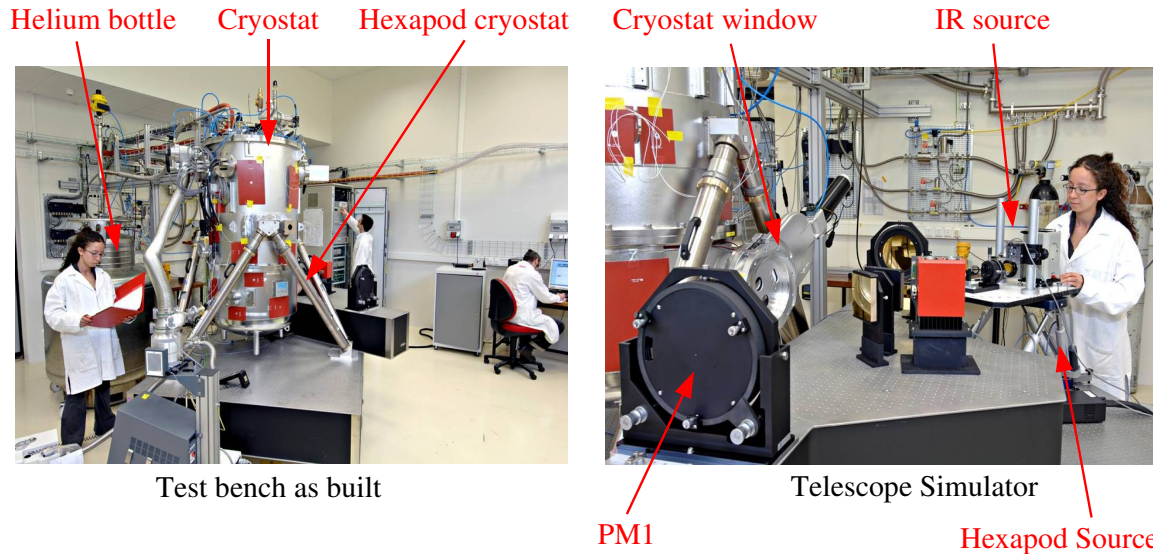 Helium bottle Cryostat Hexapod cryostat
Cryostat window IR source
Test bench as built
Telescope Simulator
PM1
Hexapod Source